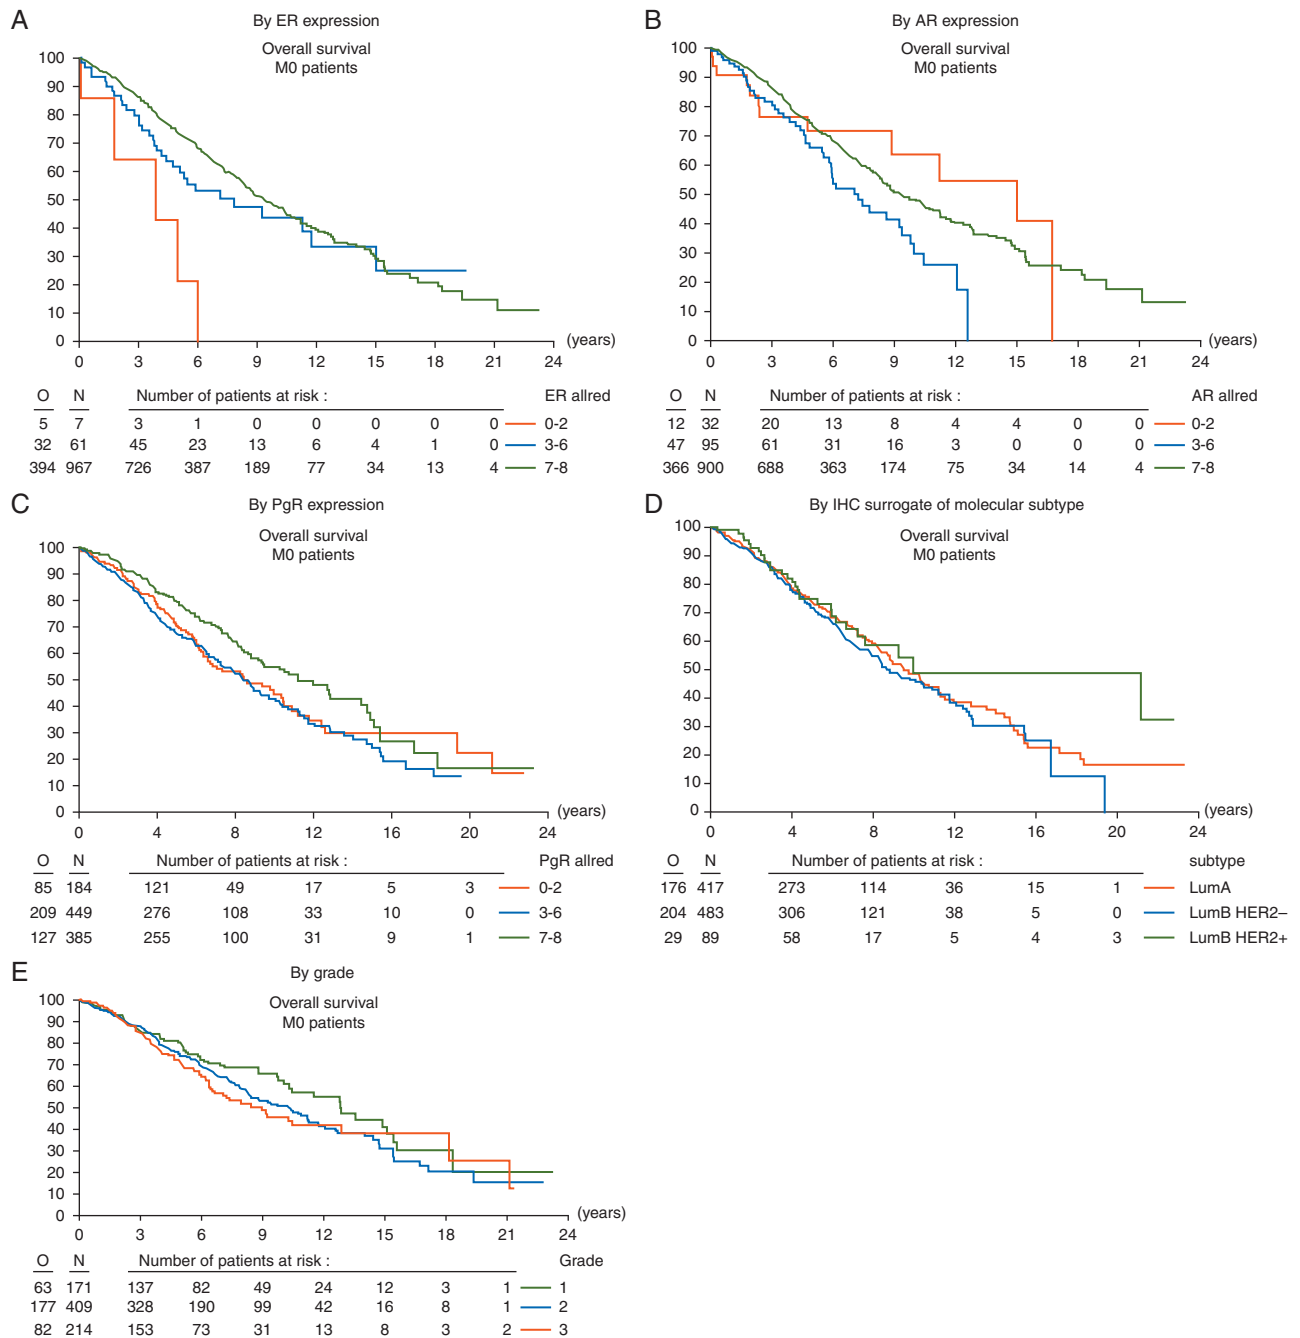 A
By ER expression
Overall survival
M0 patients
100
90
80
70
60
50
40
30
20
10
0
0 3 6 9 12 15 18 21 24
(years)
O N Number of patients at risk : ER allred
5 7 3 1 0 0 0 0 0 0-2
32 61 45 23 13 6 4 1 0 3-6
394 967 726 387 189 77 34 13 4 7-8
B
By AR expression
Overall survival
M0 patients
100
90
80
70
60
50
40
30
20
10
0
0 3 6 9 12 15 18 21 24
(years)
O N Number of patients at risk : AR allred
12 32 20 13 8 4 4 0 0 0-2
47 95 61 31 16 3 0 0 0 3-6
366 900 688 363 174 75 34 14 4 7-8
C
By PgR expression
Overall survival
M0 patients
100
90
80
70
60
50
40
30
20
10
0
0 4 8 12 16 20 24
(years)
O N Number of patients at risk : PgR allred
85 184 121 49 17 5 3 0-2
209 449 276 108 33 10 0 3-6
127 385 255 100 31 9 1 7-8
D
By IHC surrogate of molecular subtype
Overall survival
M0 patients
100
90
80
70
60
50
40
30
20
10
0
0 4 8 12 16 20 24
(years)
O N Number of patients at risk : subtype
176 417 273 114 36 15 1 LumA
204 483 306 121 38 5 0 LumB HER2−
29 89 58 17 5 4 3 LumB HER2+
E
By grade
Overall survival
M0 patients
100
90
80
70
60
50
40
30
20
10
0
0 3 6 9 12 15 18 21 24
(years)
O N Number of patients at risk : Grade
63 171 137 82 49 24 12 3 1 1
177 409 328 190 99 42 16 8 1 2
82 214 153 73 31 13 8 3 2 3